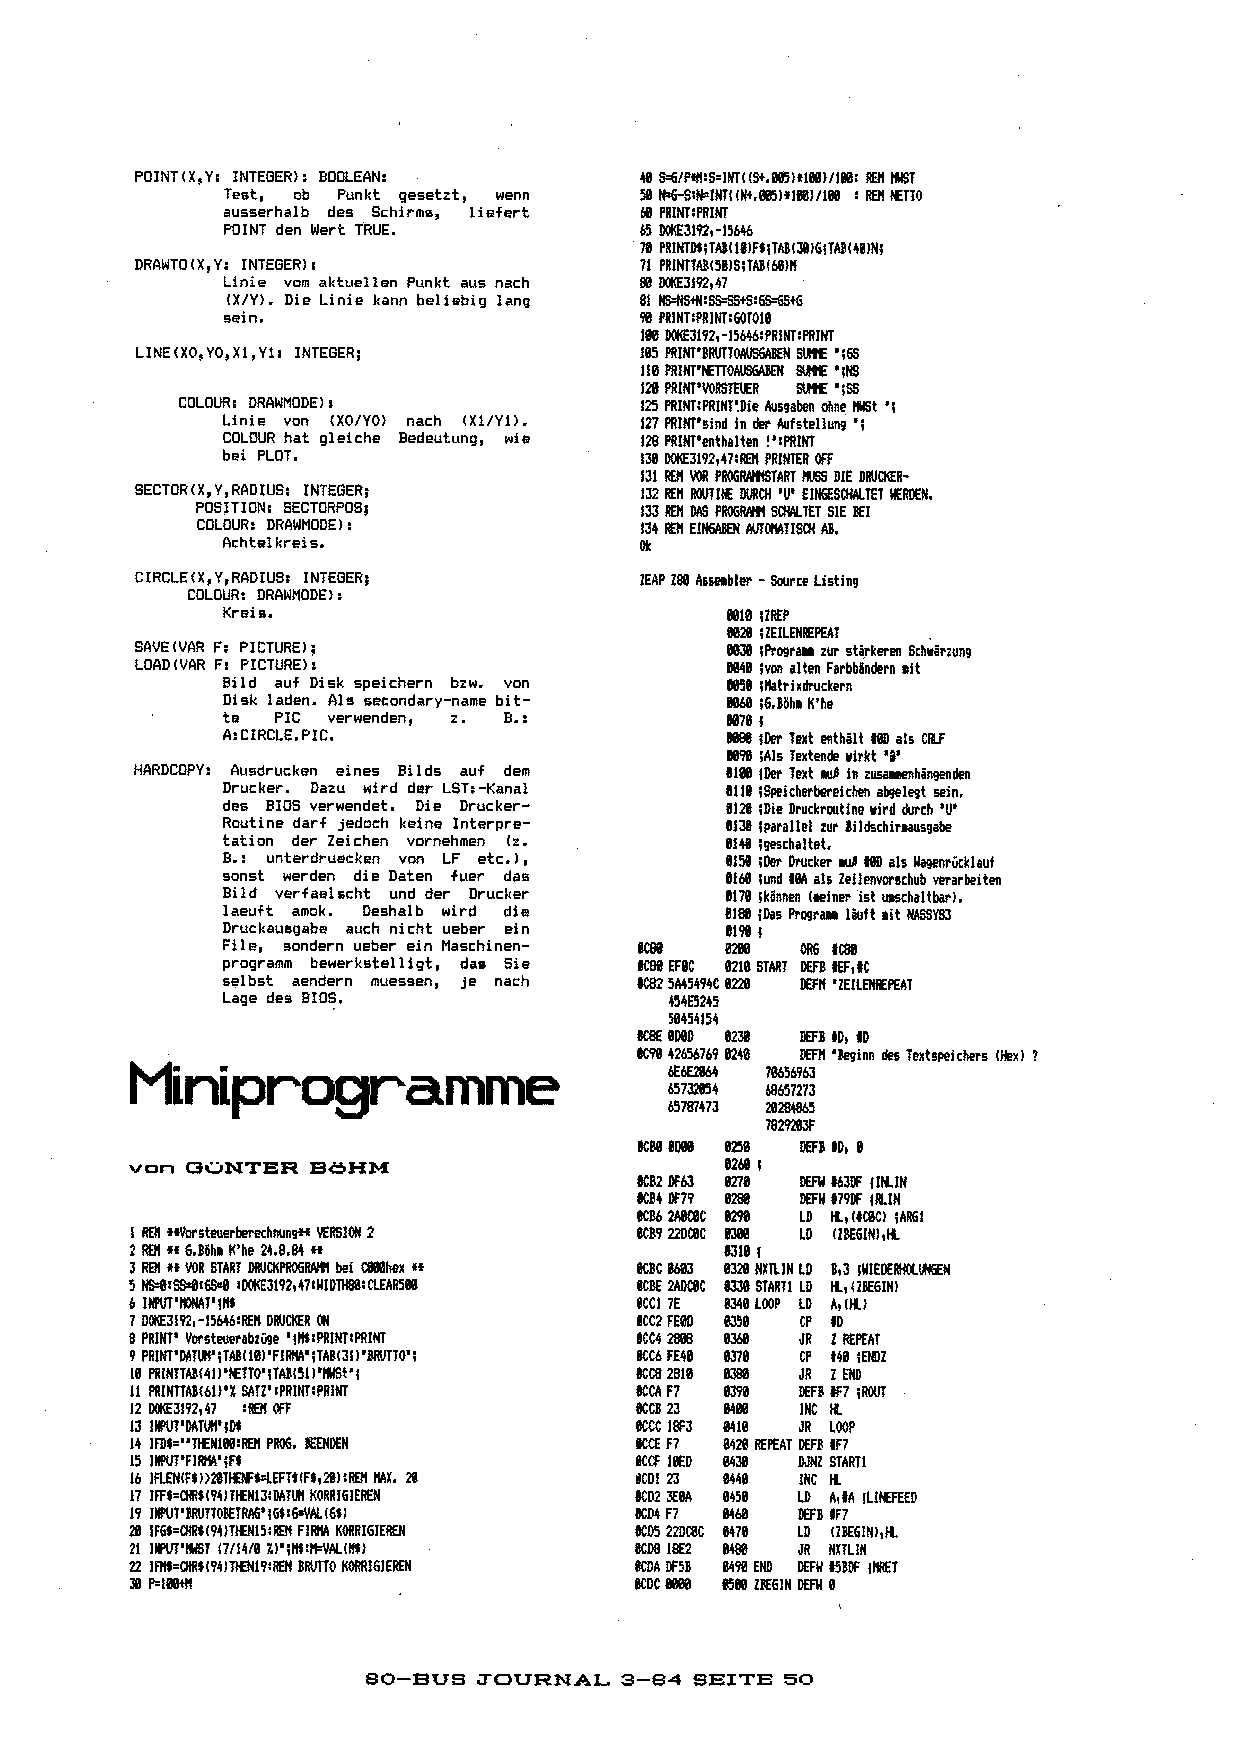 POINT(X,Y: INTEGER): BOOLEAN:
Test, ob Punkt gesetzt, wenn
ausserhalb des Schirms, liefert
POINT den Wert TRUE.
DRAWTO(X,Y: INTEGER):
Linie vom aktuellen Punkt aus nach
(X/Y). Die Linie kann beliebig lang
sein.
LINE(X0,Y0,X1,Y1: INTEGER;
COLOUR: DRAWMODE):
Linie von (X0/Y0) nach (X1/Y1).
COLOUR hat gleiche Bedeutung, wie
bei PLOT.
SECTOR(X,Y,RADIUS: INTEGER;
POSITION: SECTORPOS;
COLOUR: DRAWMODE):
Achtelkreis.
CIRCLE(X,Y,RADIUS: INTEGER;
COLOUR: DRAWMODE):
Kreis.
SAVE(VAR F: PICTURE);
LOAD(VAR F: PICTURE):
Bild auf Disk speichern bzw. von
Disk laden. Als secondary-name bit-
te PIC verwenden, z. B.:
A:CIRCLE.PIC.
HARDCOPY: Ausdrucken eines Bilds auf dem
Drucker. Dazu wird der LST:-Kanal
des BIOS verwendet. Die Drucker-
Routine darf jedoch keine Interpre-
tation der Zeichen vornehmen (z.
B.: unterdruecken von LF etc.),
sonst werden die Daten fuer das
Bild verfaelscht und der Drucker
laeuft amok. Deshalb wird die
Druckausgabe auch nicht ueber ein
File, sondern ueber ein Maschinen-
programm bewerkstelligt, das Sie
selbst aendern muessen, je nach
Lage des BIOS.
Miniprogramme
von GÜNTER BÖHM
1 REM **Vorsteuerberechnung** VERSION 2
2 REM ** G.Böhm K'he 24.8.84 **
3 REM ** VOR START DRUCKPROGRAMM bei C000hex **
5 NS=0:SS=0:GS=0 :DOKE3192,47:WIDTH80:CLEAR500
6 INPUT"MONAT";M$
7 DOKE3192,-15646:REM DRUCKER ON
8 PRINT" Vorsteuerabzüge ";M$:PRINT:PRINT
9 PRINT"DATUM";TAB(10)"FIRMA";TAB(31)"BRUTTO";
10 PRINTTAB(41)"NETTO";TAB(51)"MWSt";
11 PRINTTAB(61)"% SATZ":PRINT:PRINT
12 DOKE3192,47 :REM OFF
13 INPUT"DATUM";D$
14 IFD$=""THEN100:REM PROG. BEENDEN
15 INPUT"FIRMA";F$
16 IFLEN(F$)>20THENF$=LEFT$(F$,20):REM MAX. 20
17 IFF$=CHR$(94)THEN13:DATUM KORRIGIEREN
19 INPUT"BRUTTOBETRAG";G$:G=VAL(G$)
20 IFG$=CHR$(94)THEN15:REM FIRMA KORRIGIEREN
21 INPUT"MWST (7/14/0 %)";M$:M=VAL(M$)
22 IFM$=CHR$(94)THEN19:REM BRUTTO KORRIGIEREN
30 P=100+M
40 S=G/P*M:S=INT((S+.005)*100)/100: REM MWST
50 N=G-S:N=INT((N+.005)*100)/100 : REM NETTO
60 PRINT:PRINT
65 DOKE3192,-15646
70 PRINTD$;TAB(10)F$;TAB(30)G;TAB(40)N;
71 PRINTTAB(50)S;TAB(60)M
80 DOKE3192,47
81 NS=NS+N:SS=SS+S:GS=GS+G
90 PRINT:PRINT:GOTO10
100 DOKE3192,-15646:PRINT:PRINT
105 PRINT"BRUTTOAUSGABEN SUMME ";GS
110 PRINT"NETTOAUSGABEN SUMME ";NS
120 PRINT"VORSTEUER SUMME ";SS
125 PRINT:PRINT"Die Ausgaben ohne MWSt ";
127 PRINT"sind in der Aufstellung ";
128 PRINT"enthalten !":PRINT
130 DOKE3192,47:REM PRINTER OFF
131 REM VOR PROGRAMMSTART MUSS DIE DRUCKER-
132 REM ROUTINE DURCH "U" EINGESCHALTET WERDEN.
133 REM DAS PROGRAMM SCHALTET SIE BEI
134 REM EINGABEN AUTOMATISCH AB.
Ok
ZEAP Z80 Assembler - Source Listing
0010 ;ZREP
0020 ;ZEILENREPEAT
0030 ;Programm zur stärkeren Schwärzung
0040 ;von alten Farbbändern mit
0050 ;Matrixdruckern
0060 ;G.Böhm K'he
0070 ;
0080 ;Der Text enthält #0D als CRLF
0090 ;Als Textende wirkt "@"
0100 ;Der Text muß in zusammenhängenden
0110 ;Speicherbereichen abgelegt sein.
0120 ;Die Druckroutine wird durch "U"
0130 ;parallel zur Bildschirmausgabe
0140 ;geschaltet.
0150 ;Der Drucker muß #0D als Wagenrücklauf
0160 ;und #0A als Zeilenvorschub verarbeiten
0170 ;können (meiner ist umschaltbar).
0180 ;Das Programm läuft mit NASSYS3
0190 ;
0C80 0200 ORG #C80
0C80 EF0C 0210 START DEFB #EF,#C
0C82 5A45494C 0220 DEFM "ZEILENREPEAT
454E5245
50454154
0C8E 0D0D 0230 DEFB #D, #D
0C90 42656769 0240 DEFM "Beginn des Textspeichers (Hex) ?
6E6E2064 70656963
65732054 68657273
65787473 20284865
7829203F
0CB0 0D00 0250 DEFB #D, 0
0260 ;
0CB2 DF63 0270 DEFW #63DF ;INLIN
0CB4 DF79 0280 DEFW #79DF ;RLIN
0CB6 2A0C0C 0290 LD HL,(#C0C) ;ARG1
0CB9 22DC0C 0300 LD (ZBEGIN),HL
0310 ;
0CBC 0603 0320 NXTLIN LD B,3 ;WIEDERHOLUNGEN
0CBE 2ADC0C 0330 START1 LD HL,(ZBEGIN)
0CC1 7E 0340 LOOP LD A,(HL)
0CC2 FE0D 0350 CP #D
0CC4 2808 0360 JR Z REPEAT
0CC6 FE40 0370 CP #40 ;ENDZ
0CC8 2810 0380 JR Z END
0CCA F7 0390 DEFB #F7 ;ROUT
0CCB 23 0400 INC HL
0CCC 18F3 0410 JR LOOP
0CCE F7 0420 REPEAT DEFB #F7
0CCF 10ED 0430 DJNZ START1
0CD1 23 0440 INC HL
0CD2 3E0A 0450 LD A,#A ;LINEFEED
0CD4 F7 0460 DEFB #F7
0CD5 22DC0C 0470 LD (ZBEGIN),HL
0CD8 18E2 0480 JR NXTLIN
0CDA DF5B 0490 END DEFW #5BDF ;MRET
0CDC 0000 0500 ZBEGIN DEFW 0
80-BUS JOURNAL 3-84 SEITE 50